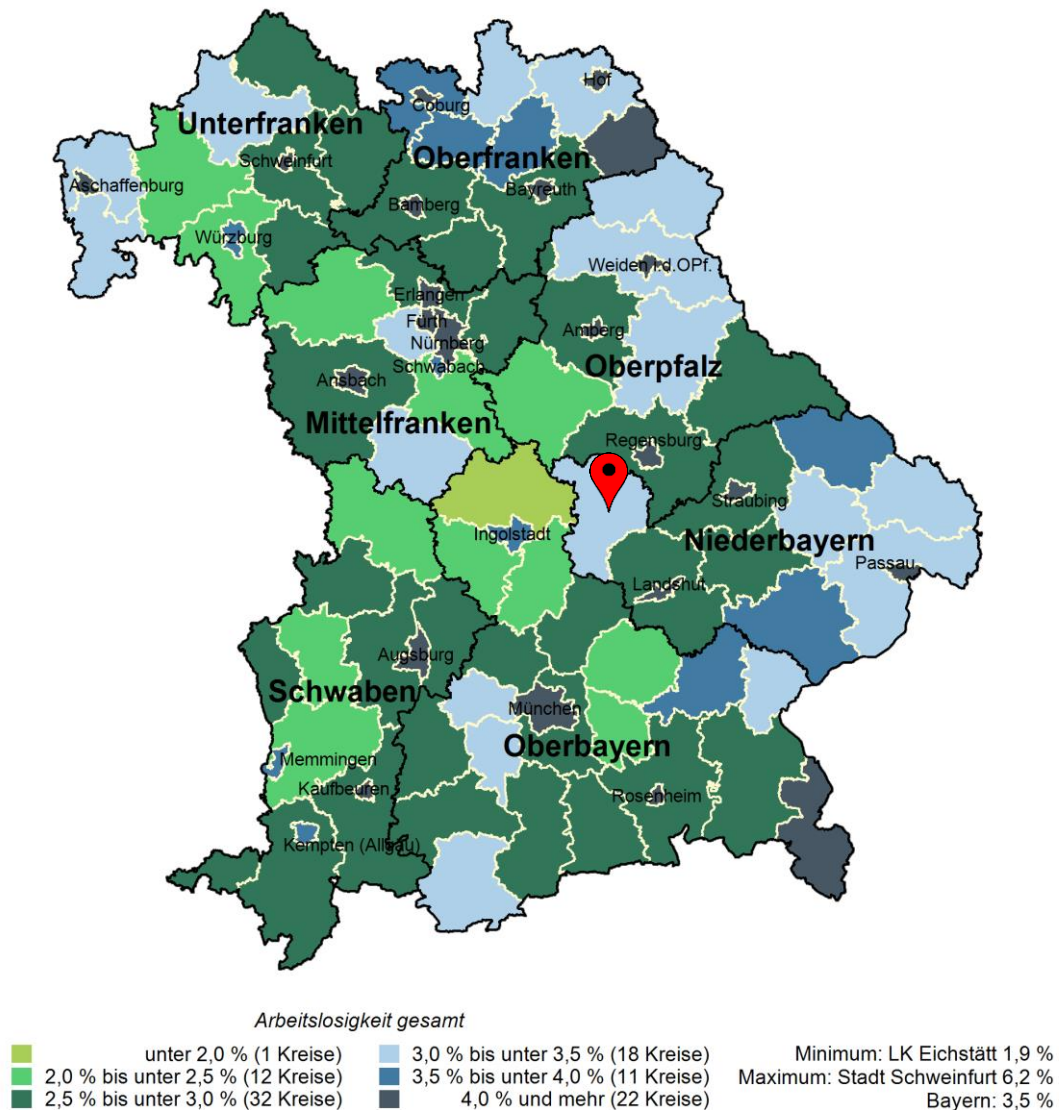 Hof
Coburg
Unterfranken
Oberfranken
Schweinfurt
Aschaffenburg
Bayreuth
Bamberg
Würzburg
Weiden i.d.OPf.
Erlangen
Fürth
Amberg
Nürnberg
Schwabach
Oberpfalz
Ansbach
Mittelfranken
Regensburg
Straubing
Ingolstadt
Niederbayern
Passau
Landshut
Augsburg
Schwaben
München
Oberbayern
Memmingen
Kaufbeuren
Rosenheim
Kempten (Allgäu)
Arbeitslosigkeit gesamt
unter 2,0 % (1 Kreise)
2,0 % bis unter 2,5 % (12 Kreise)
2,5 % bis unter 3,0 % (32 Kreise)
3,0 % bis unter 3,5 % (18 Kreise)
3,5 % bis unter 4,0 % (11 Kreise)
4,0 % und mehr (22 Kreise)
Minimum: LK Eichstätt 1,9 %
Maximum: Stadt Schweinfurt 6,2 %
Bayern: 3,5 %